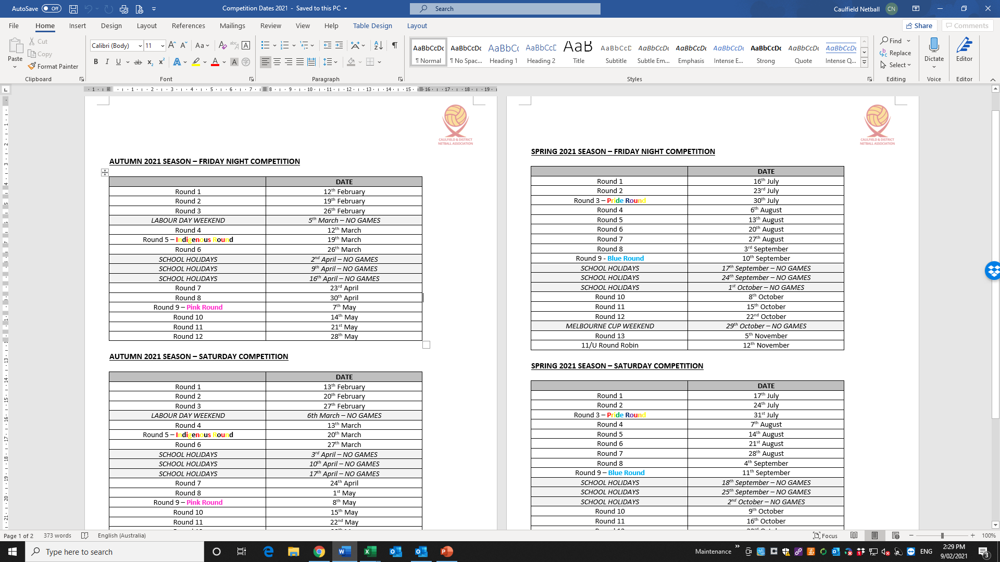 AutoSave Off
Competition Dates 2021 - Saved to this PC
Search
Caulfield Netball CN
File Home Insert Design Layout References Mailings Review View Help Table Design Layout
Share Comments
Paste Cut Copy Format Painter
Calibri (Body) 11
AaBbCcDc AaBbCcDc AaBbCc AaBbCcD AaB AaBbCcD AaBbCcDc AaBbCcDc AaBbCcDc AaBbCcDc AaBbCcDc AaBbCcDc
¶ Normal ¶ No Spac... Heading 1 Heading 2 Title Subtitle Subtle Em... Emphasis Intense E... Strong Quote Intense Q...
Find Replace Select
Dictate Editor
Clipboard Font Paragraph Styles Editing Voice Editor
CAULFIELD & DISTRICT
NETBALL ASSOCIATION
AUTUMN 2021 SEASON – FRIDAY NIGHT COMPETITION
DATE
Round 1 12th February
Round 2 19th February
Round 3 26th February
LABOUR DAY WEEKEND 5th March – NO GAMES
Round 4 12th March
Round 5 – Indigenous Round 19th March
Round 6 26th March
SCHOOL HOLIDAYS 2nd April – NO GAMES
SCHOOL HOLIDAYS 9th April – NO GAMES
SCHOOL HOLIDAYS 16th April – NO GAMES
Round 7 23rd April
Round 8 30th April
Round 9 – Pink Round 7th May
Round 10 14th May
Round 11 21st May
Round 12 28th May
AUTUMN 2021 SEASON – SATURDAY COMPETITION
DATE
Round 1 13th February
Round 2 20th February
Round 3 27th February
LABOUR DAY WEEKEND 6th March – NO GAMES
Round 4 13th March
Round 5 – Indigenous Round 20th March
Round 6 27th March
SCHOOL HOLIDAYS 3rd April – NO GAMES
SCHOOL HOLIDAYS 10th April – NO GAMES
SCHOOL HOLIDAYS 17th April – NO GAMES
Round 7 24th April
Round 8 1st May
Round 9 – Pink Round 8th May
Round 10 15th May
Round 11 22nd May
CAULFIELD & DISTRICT
NETBALL ASSOCIATION
SPRING 2021 SEASON – FRIDAY NIGHT COMPETITION
DATE
Round 1 16th July
Round 2 23rd July
Round 3 – Pride Round 30th July
Round 4 6th August
Round 5 13th August
Round 6 20th August
Round 7 27th August
Round 8 3rd September
Round 9 - Blue Round 10th September
SCHOOL HOLIDAYS 17th September – NO GAMES
SCHOOL HOLIDAYS 24th September – NO GAMES
SCHOOL HOLIDAYS 1st October – NO GAMES
Round 10 8th October
Round 11 15th October
Round 12 22nd October
MELBOURNE CUP WEEKEND 29th October – NO GAMES
Round 13 5th November
11/U Round Robin 12th November
SPRING 2021 SEASON – SATURDAY COMPETITION
DATE
Round 1 17th July
Round 2 24th July
Round 3 – Pride Round 31st July
Round 4 7th August
Round 5 14th August
Round 6 21st August
Round 7 28th August
Round 8 4th September
Round 9 – Blue Round 11th September
SCHOOL HOLIDAYS 18th September – NO GAMES
SCHOOL HOLIDAYS 25th September – NO GAMES
SCHOOL HOLIDAYS 2nd October – NO GAMES
Round 10 9th October
Round 11 16th October
Page 1 of 2 373 words English (Australia)
Focus 100%
Type here to search
Maintenance ENG
2:29 PM
9/02/2021